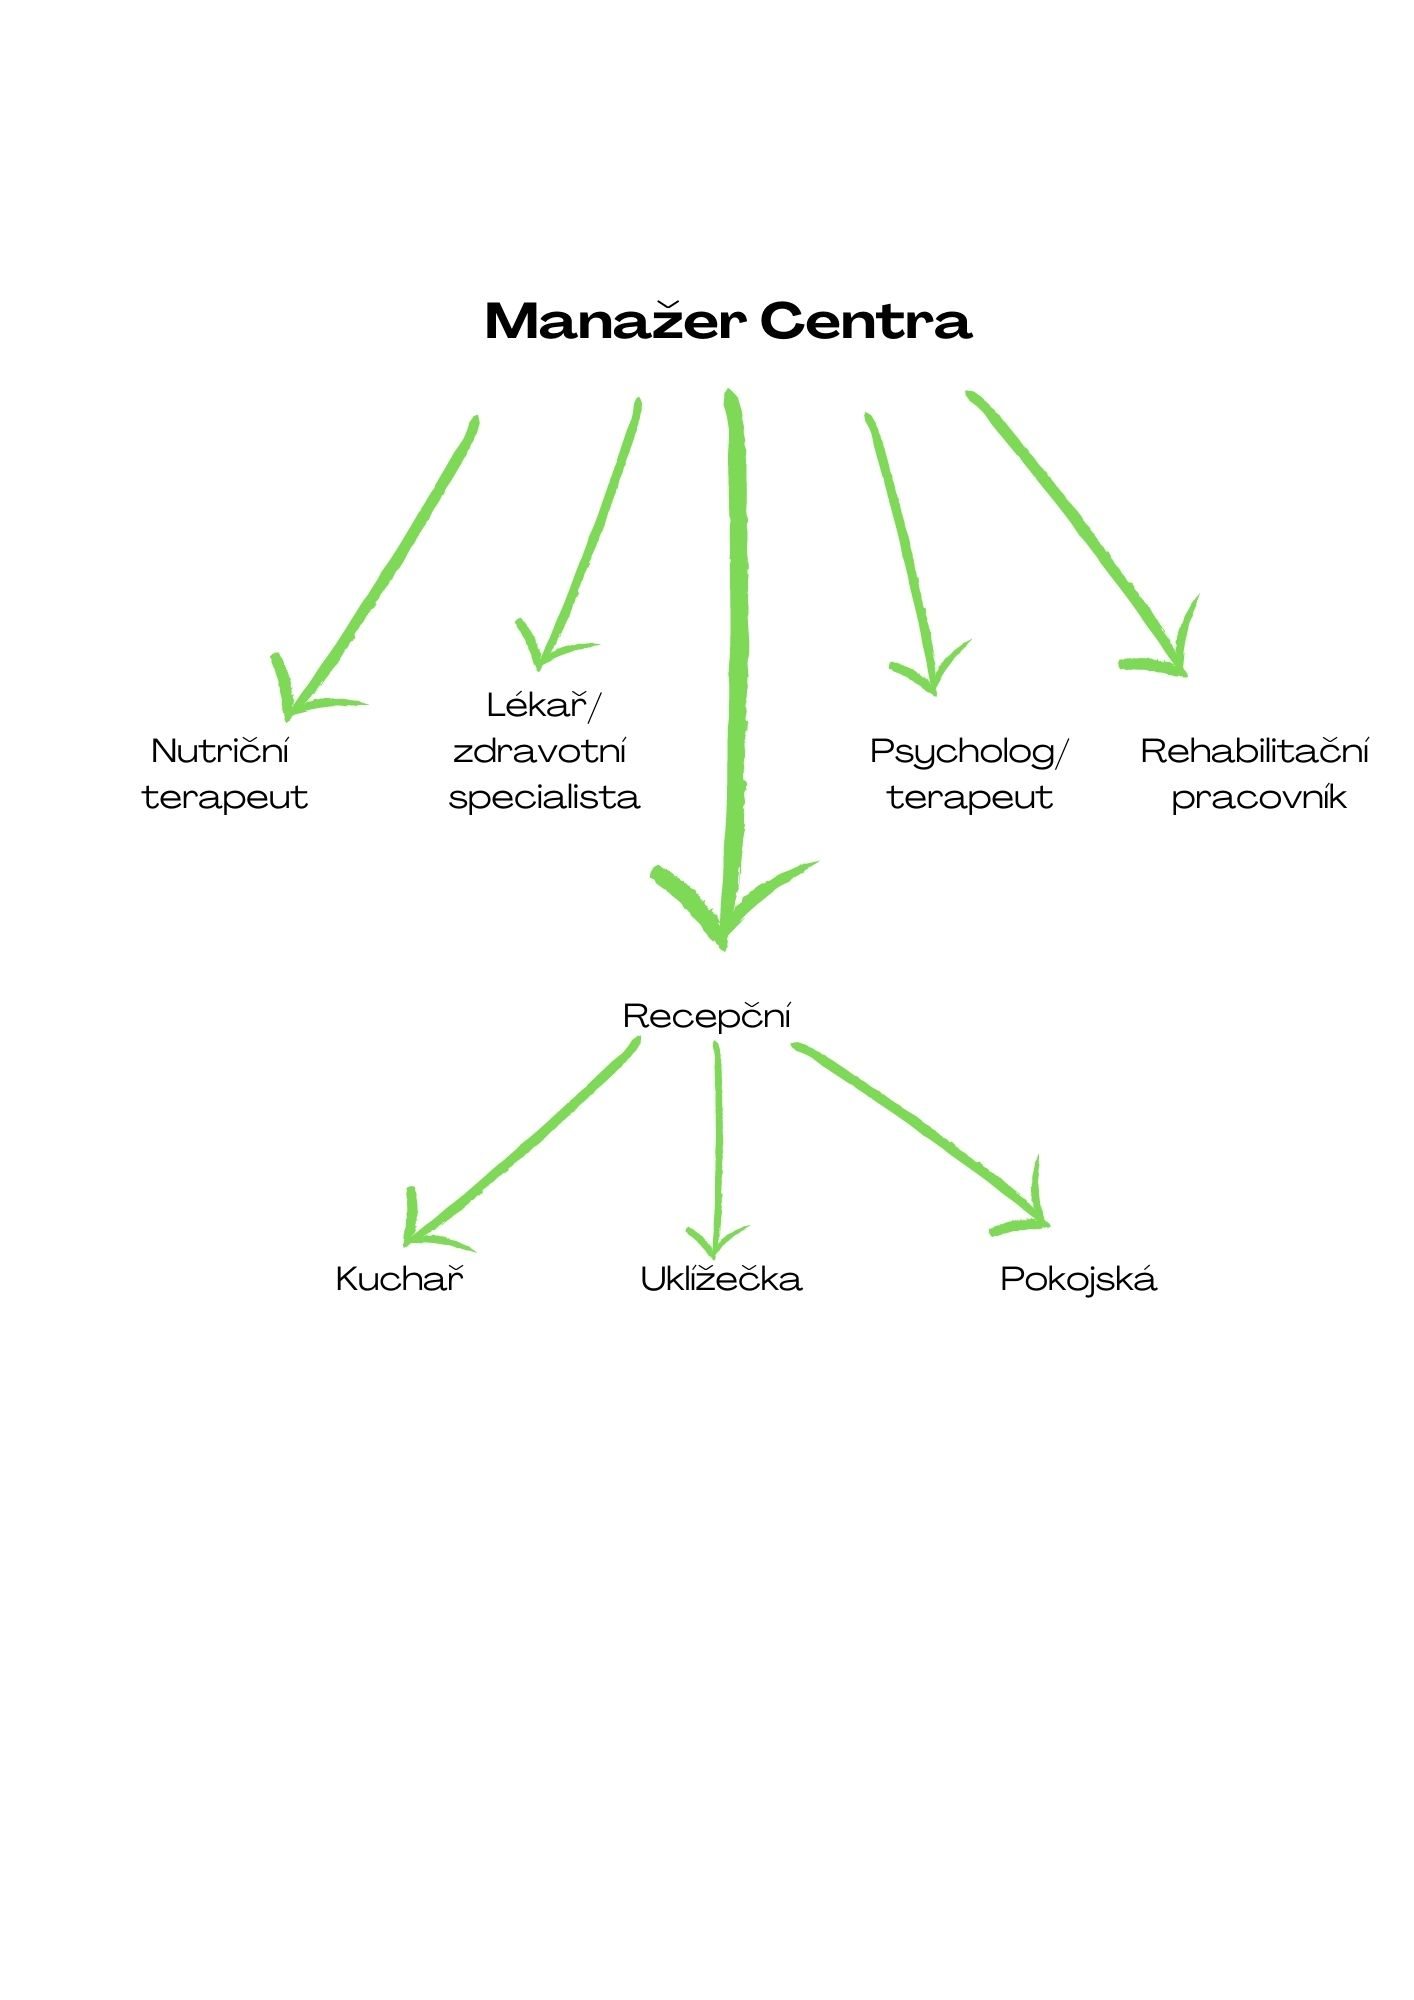 Manažer Centra
Nutriční
terapeut
Lékař/
zdravotní
specialista
Psycholog/
terapeut
Rehabilitační
pracovník
Recepční
Kuchař
Uklížečka
Pokojská